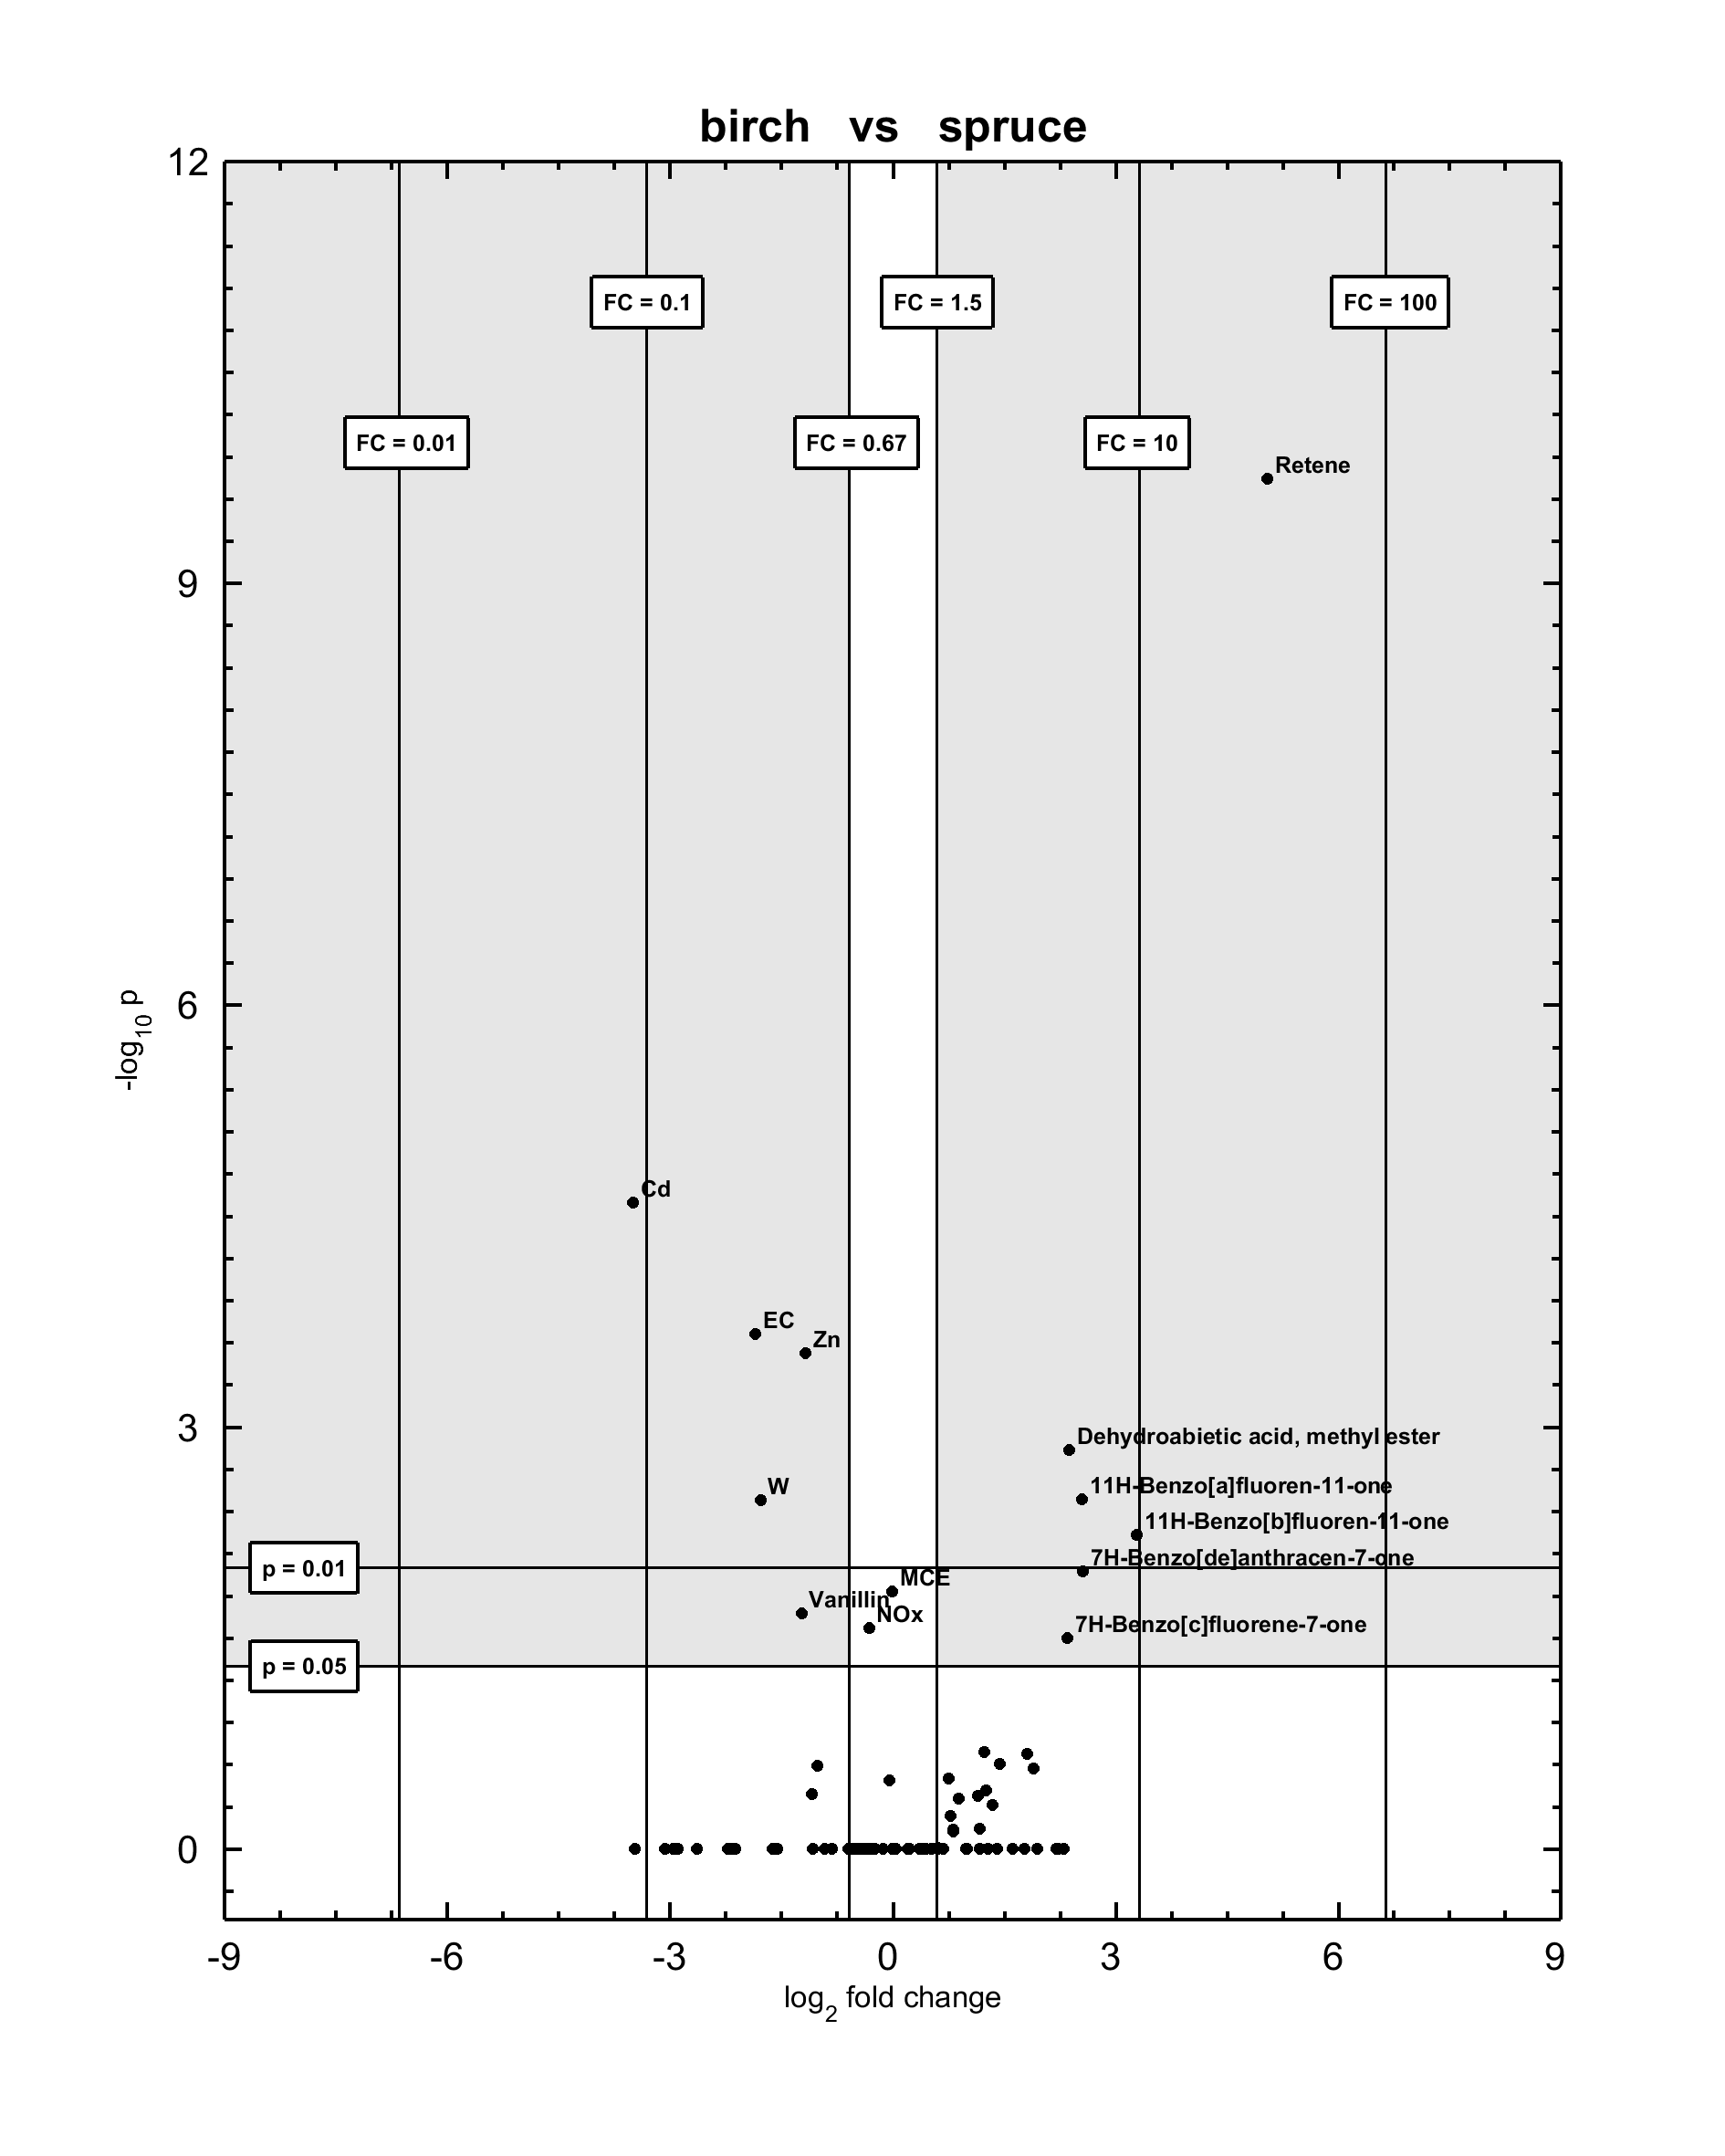 birch vs spruce
12
FC = 0.1
FC = 1.5
FC = 100
FC = 0.01
FC = 0.67
FC = 10
Retene
9
-log10 p
6
Cd
EC
Zn
3
Dehydroabietic acid, methyl ester
W
11H-Benzo[a]fluoren-11-one
11H-Benzo[b]fluoren-11-one
7H-Benzo[de]anthracen-7-one
p = 0.01
MCE
Vanillin
NOx
7H-Benzo[c]fluorene-7-one
p = 0.05
0
-9 -6 -3 0 3 6 9
log2 fold change